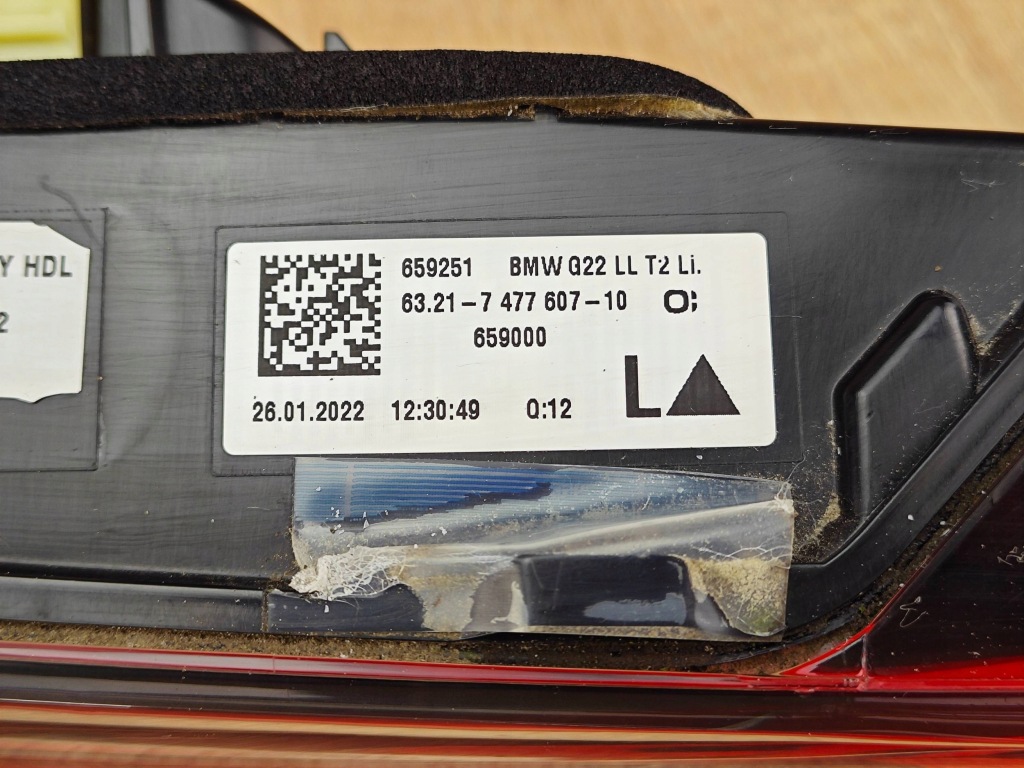 Y HDL
2
659251 BMW G22 LL T2 Li.
63.21-7 477 607-10 O;
659000
26.01.2022 12:30:49 Q:12 L